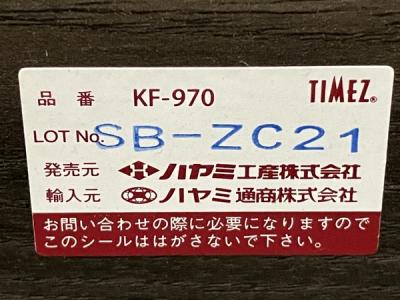 品番 KF-970 TIMEZ®
LOT No. SB-ZC21
発売元 ハヤミ工産株式会社
輸入元 ハヤミ通商株式会社
お問い合わせの際に必要になりますので
このシールははがさないで下さい。